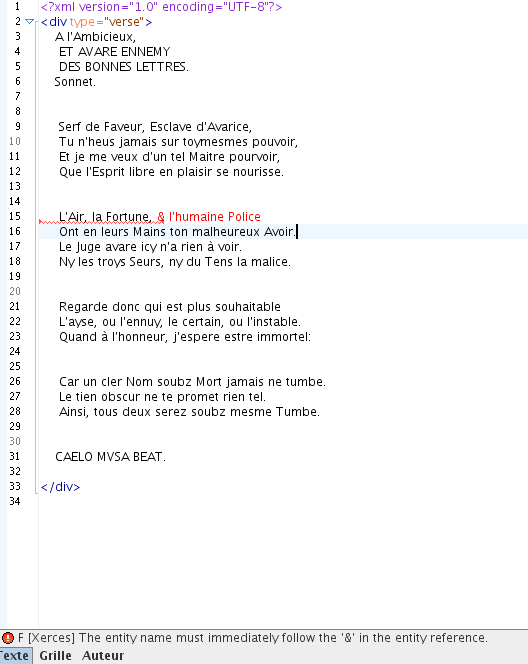 1 <?xml version="1.0" encoding="UTF-8"?>
2 <div type="verse">
3 A l'Ambicieux,
4 ET AVARE ENNEMY
5 DES BONNES LETTRES.
6 Sonnet.
7
8
9 Serf de Faveur, Esclave d'Avarice,
10 Tu n'heus jamais sur toymesmes pouvoir,
11 Et je me veux d'un tel Maitre pourvoir,
12 Que l'Esprit libre en plaisir se nourisse.
13
14
15 L'Air, la Fortune, & l'humaine Police
16 Ont en leurs Mains ton malheureux Avoir.
17 Le Juge avare icy n'a rien à voir.
18 Ny les troys Seurs, ny du Tens la malice.
19
20
21 Regarde donc qui est plus souhaitable
22 L'ayse, ou l'ennuy, le certain, ou l'instable.
23 Quand à l'honneur, j'espere estre immortel:
24
25
26 Car un cler Nom soubz Mort jamais ne tumbe.
27 Le tien obscur ne te promet rien tel.
28 Ainsi, tous deux serez soubz mesme Tumbe.
29
30
31 CAELO MVSA BEAT.
32
33 </div>
34
F [Xerces] The entity name must immediately follow the '&' in the entity reference.
Texte Grille Auteur